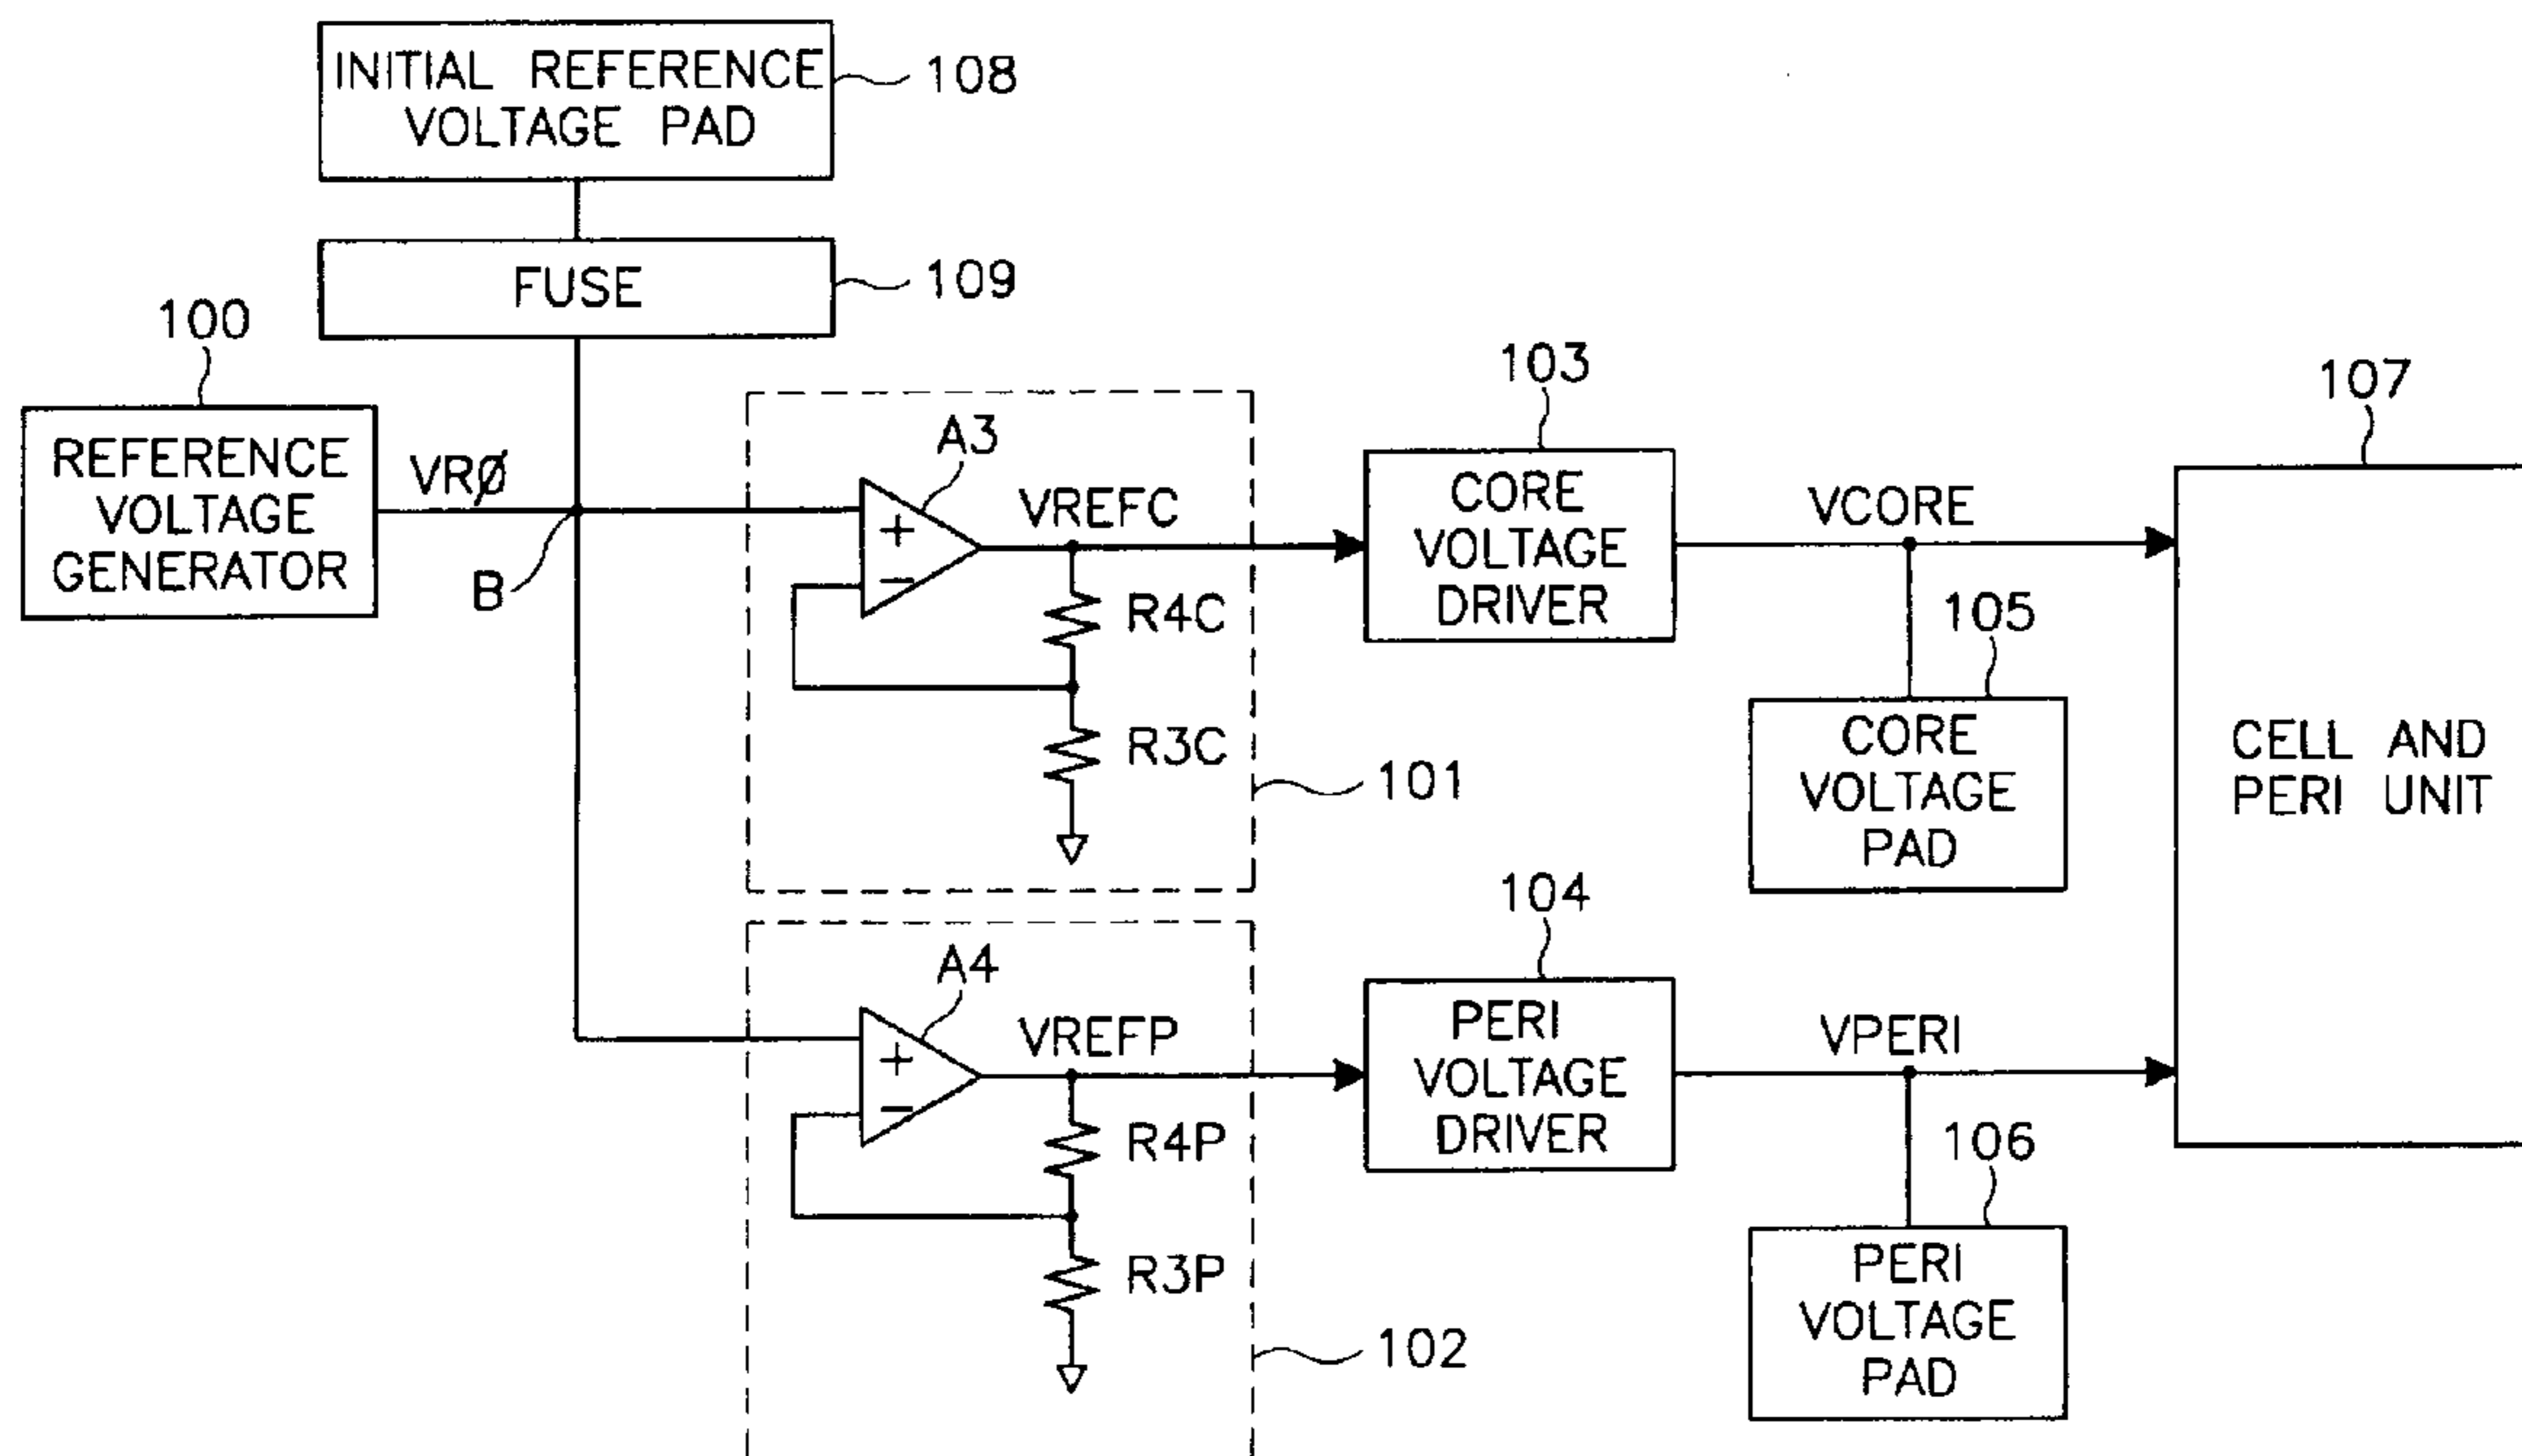 INITIAL REFERENCE
VOLTAGE PAD
108
FUSE
109
100
REFERENCE
VOLTAGE
GENERATOR
VRØ
B
A3
+
−
VREFC
R4C
R3C
101
103
CORE
VOLTAGE
DRIVER
VCORE
105
CORE
VOLTAGE
PAD
107
CELL AND
PERI UNIT
A4
+
−
VREFP
R4P
R3P
102
104
PERI
VOLTAGE
DRIVER
VPERI
106
PERI
VOLTAGE
PAD